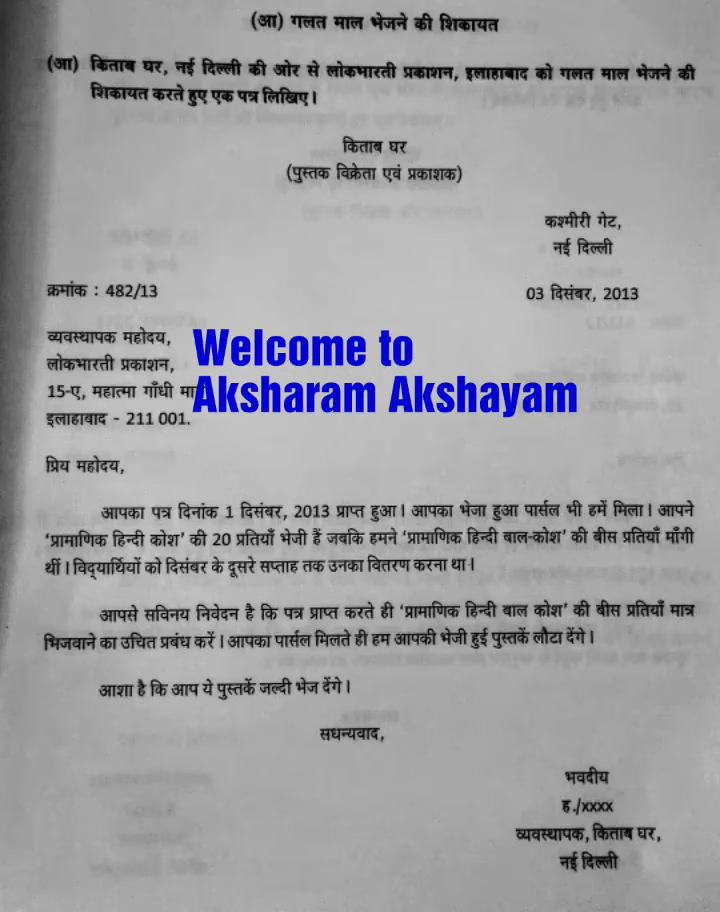 (आ) गलत माल भेजने की शिकायत
(आ) किताब घर, नई दिल्ली की ओर से लोकभारती प्रकाशन, इलाहाबाद को गलत माल भेजने की
शिकायत करते हुए एक पत्र लिखिए।
किताब घर
(पुस्तक विक्रेता एवं प्रकाशक)
कश्मीरी गेट,
नई दिल्ली
क्रमांक : 482/13 03 दिसंबर, 2013
व्यवस्थापक महोदय,
लोकभारती प्रकाशन,
15-ए, महात्मा गाँधी
इलाहाबाद - 211 001.
Welcome to
Aksharam Akshayam
प्रिय महोदय,
आपका पत्र दिनांक 1 दिसंबर, 2013 प्राप्त हुआ। आपका भेजा हुआ पार्सल भी हमें मिला। आपने
‘प्रामाणिक हिन्दी कोश’ की 20 प्रतियाँ भेजी हैं जबकि हमने ‘प्रामाणिक हिन्दी बाल-कोश’ की बीस प्रतियाँ माँगी
थीं। विद्यार्थियों को दिसंबर के दूसरे सप्ताह तक उनका वितरण करना था।
आपसे सविनय निवेदन है कि पत्र प्राप्त करते ही ‘प्रामाणिक हिन्दी बाल कोश’ की बीस प्रतियाँ मात्र
भिजवाने का उचित प्रबंध करें। आपका पार्सल मिलते ही हम आपकी भेजी हुई पुस्तकें लौटा देंगे।
आशा है कि आप ये पुस्तकें जल्दी भेज देंगे।
सधन्यवाद,
भवदीय
ह./xxxx
व्यवस्थापक, किताब घर,
नई दिल्ली